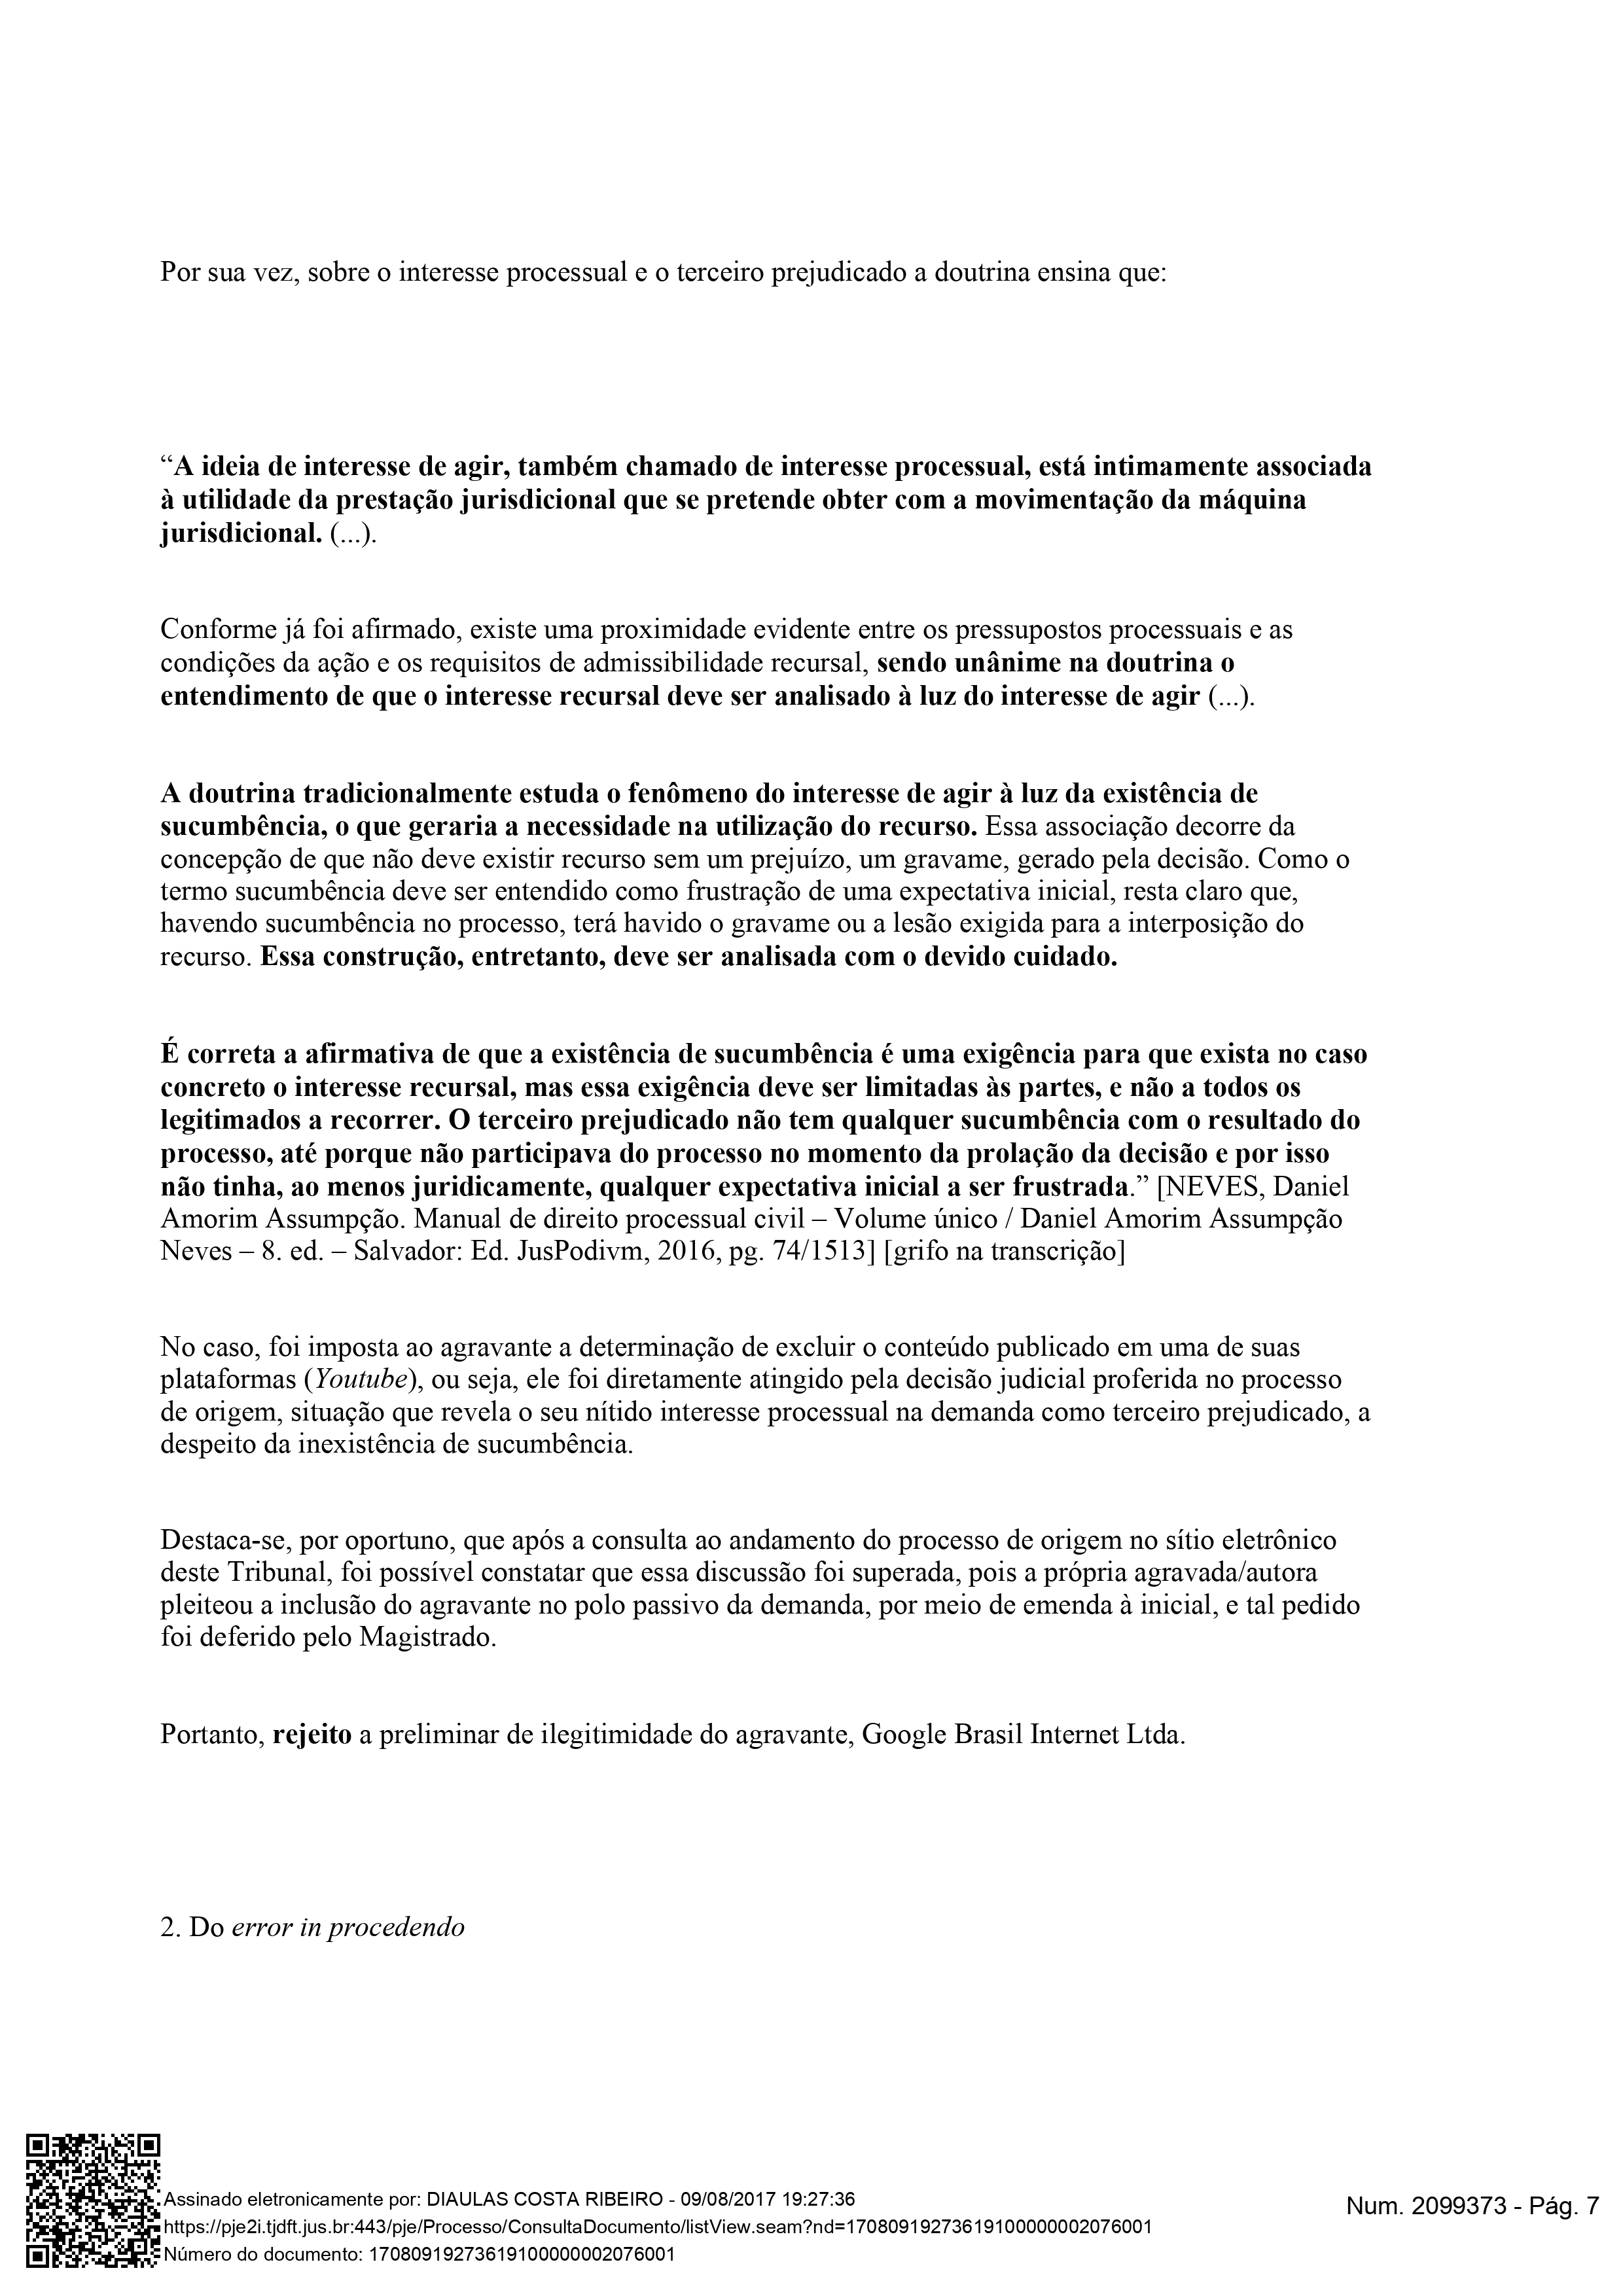 Por sua vez, sobre o interesse processual e o terceiro prejudicado a doutrina ensina que:
“A ideia de interesse de agir, também chamado de interesse processual, está intimamente associada
à utilidade da prestação jurisdicional que se pretende obter com a movimentação da máquina
jurisdicional. (...).
Conforme já foi afirmado, existe uma proximidade evidente entre os pressupostos processuais e as
condições da ação e os requisitos de admissibilidade recursal, sendo unânime na doutrina o
entendimento de que o interesse recursal deve ser analisado à luz do interesse de agir (...).
A doutrina tradicionalmente estuda o fenômeno do interesse de agir à luz da existência de
sucumbência, o que geraria a necessidade na utilização do recurso. Essa associação decorre da
concepção de que não deve existir recurso sem um prejuízo, um gravame, gerado pela decisão. Como o
termo sucumbência deve ser entendido como frustração de uma expectativa inicial, resta claro que,
havendo sucumbência no processo, terá havido o gravame ou a lesão exigida para a interposição do
recurso. Essa construção, entretanto, deve ser analisada com o devido cuidado.
É correta a afirmativa de que a existência de sucumbência é uma exigência para que exista no caso
concreto o interesse recursal, mas essa exigência deve ser limitadas às partes, e não a todos os
legitimados a recorrer. O terceiro prejudicado não tem qualquer sucumbência com o resultado do
processo, até porque não participava do processo no momento da prolação da decisão e por isso
não tinha, ao menos juridicamente, qualquer expectativa inicial a ser frustrada.” [NEVES, Daniel
Amorim Assumpção. Manual de direito processual civil – Volume único / Daniel Amorim Assumpção
Neves – 8. ed. – Salvador: Ed. JusPodivm, 2016, pg. 74/1513] [grifo na transcrição]
No caso, foi imposta ao agravante a determinação de excluir o conteúdo publicado em uma de suas
plataformas (Youtube), ou seja, ele foi diretamente atingido pela decisão judicial proferida no processo
de origem, situação que revela o seu nítido interesse processual na demanda como terceiro prejudicado, a
despeito da inexistência de sucumbência.
Destaca-se, por oportuno, que após a consulta ao andamento do processo de origem no sítio eletrônico
deste Tribunal, foi possível constatar que essa discussão foi superada, pois a própria agravada/autora
pleiteou a inclusão do agravante no polo passivo da demanda, por meio de emenda à inicial, e tal pedido
foi deferido pelo Magistrado.
Portanto, rejeito a preliminar de ilegitimidade do agravante, Google Brasil Internet Ltda.
2. Do error in procedendo
Assinado eletronicamente por: DIAULAS COSTA RIBEIRO - 09/08/2017 19:27:36
https://pje2i.tjdft.jus.br:443/pje/Processo/ConsultaDocumento/listView.seam?nd=17080919273619100000002076001
Número do documento: 17080919273619100000002076001
Num. 2099373 - Pág. 7